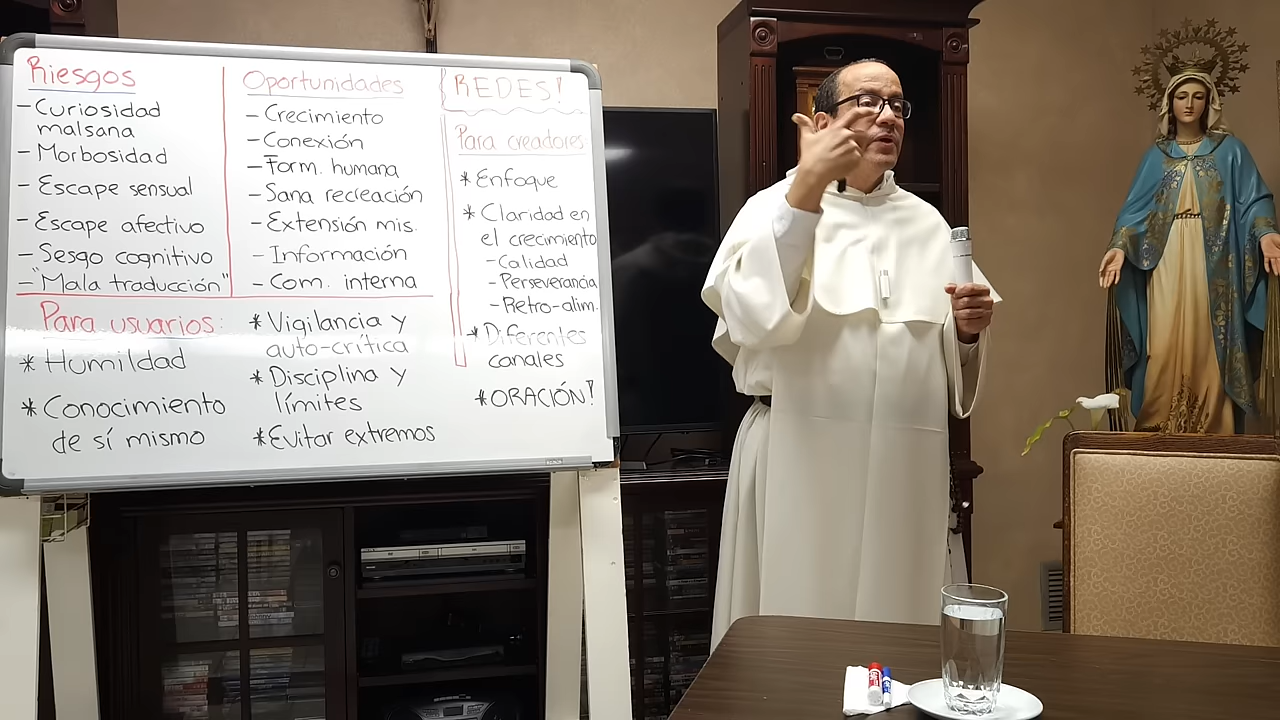 Riesgos
- Curiosidad
malsana
- Morbosidad
- Escape sensual
- Escape afectivo
- Sesgo cognitivo
- "Mala traducción"
Oportunidades
- Crecimiento
- Conexión
- Form. humana
- Sana recreación
- Extensión mis.
- Información
- Com. interna
REDES!
Para creadores
* Enfoque
* Claridad en
el crecimiento
- Calidad
- Perseverancia
- Retro-alim.
* Diferentes
canales
* ORACIÓN!
Para usuarios:
* Humildad
* Conocimiento
de sí mismo
* Vigilancia y
auto-crítica
* Disciplina y
límites
* Evitar extremos